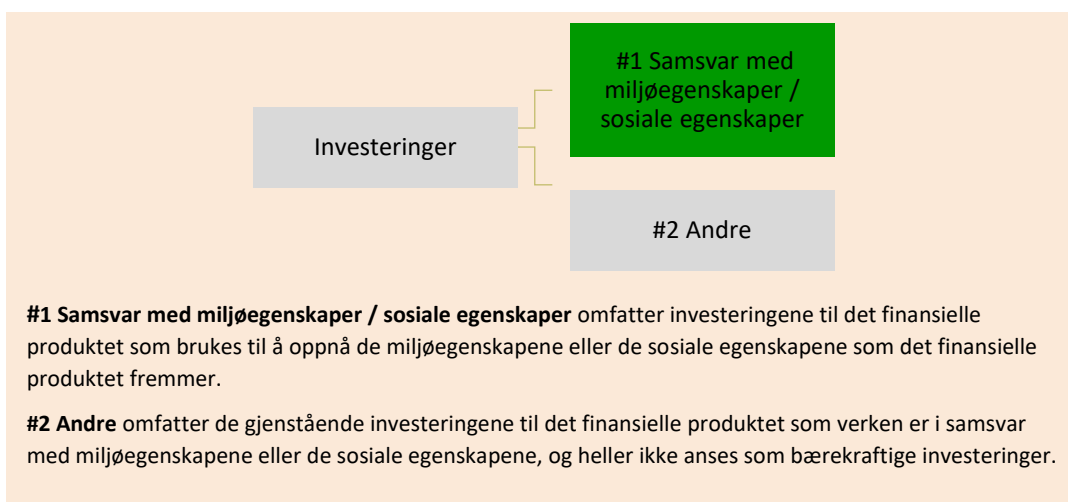 #1 Samsvar med
miljøegenskaper /
sosiale egenskaper
Investeringer
#2 Andre
#1 Samsvar med miljøegenskaper / sosiale egenskaper omfatter investeringene til det finansielle
produktet som brukes til å oppnå de miljøegenskapene eller de sosiale egenskapene som det finansielle
produktet fremmer.
#2 Andre omfatter de gjenstående investeringene til det finansielle produktet som verken er i samsvar
med miljøegenskapene eller de sosiale egenskapene, og heller ikke anses som bærekraftige investeringer.